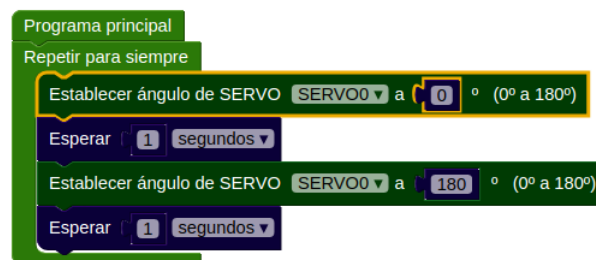 Programa principal
Repetir para siempre
Establecer ángulo de SERVO SERVO0 a 0 º (0º a 180º)
Esperar 1 segundos
Establecer ángulo de SERVO SERVO0 a 180 º (0º a 180º)
Esperar 1 segundos